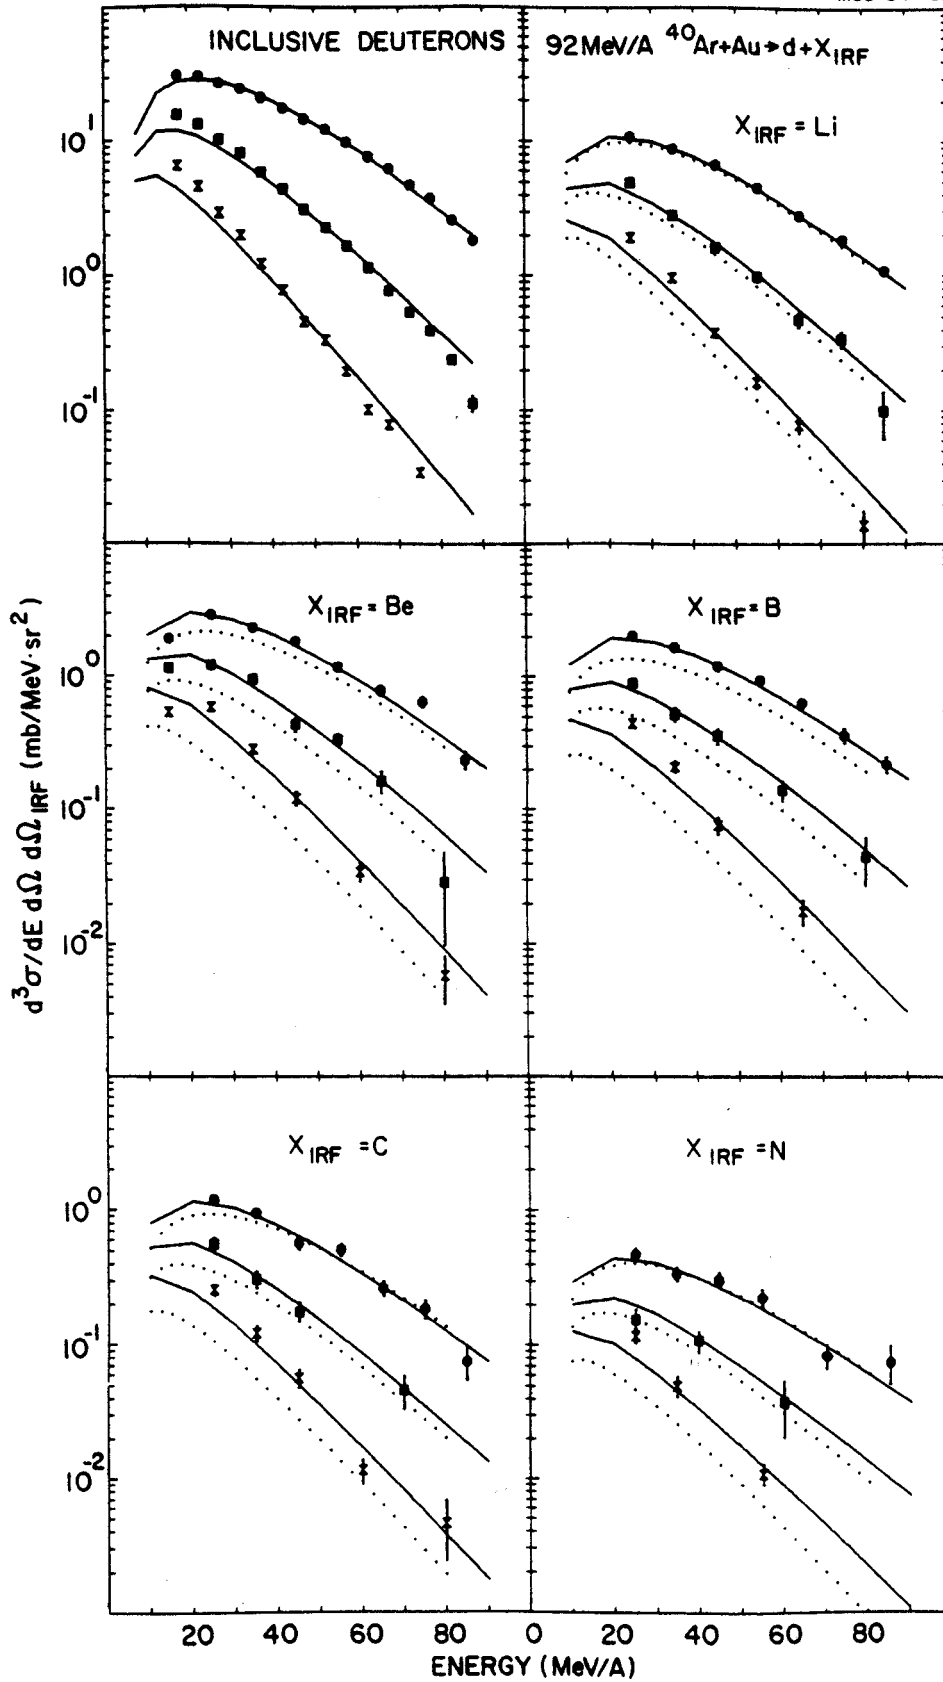 INCLUSIVE DEUTERONS
92MeV/A ⁴⁰Ar+Au→d+X_IRF
X_IRF = Li
10¹
10⁰
10⁻¹
X_IRF = Be
X_IRF = B
10⁰
10⁻¹
10⁻²
d³σ/dE dΩ dΩ_IRF (mb/MeV·sr²)
X_IRF = C
X_IRF = N
10⁰
10⁻¹
10⁻²
20 40 60 80 0 20 40 60 80
ENERGY (MeV/A)